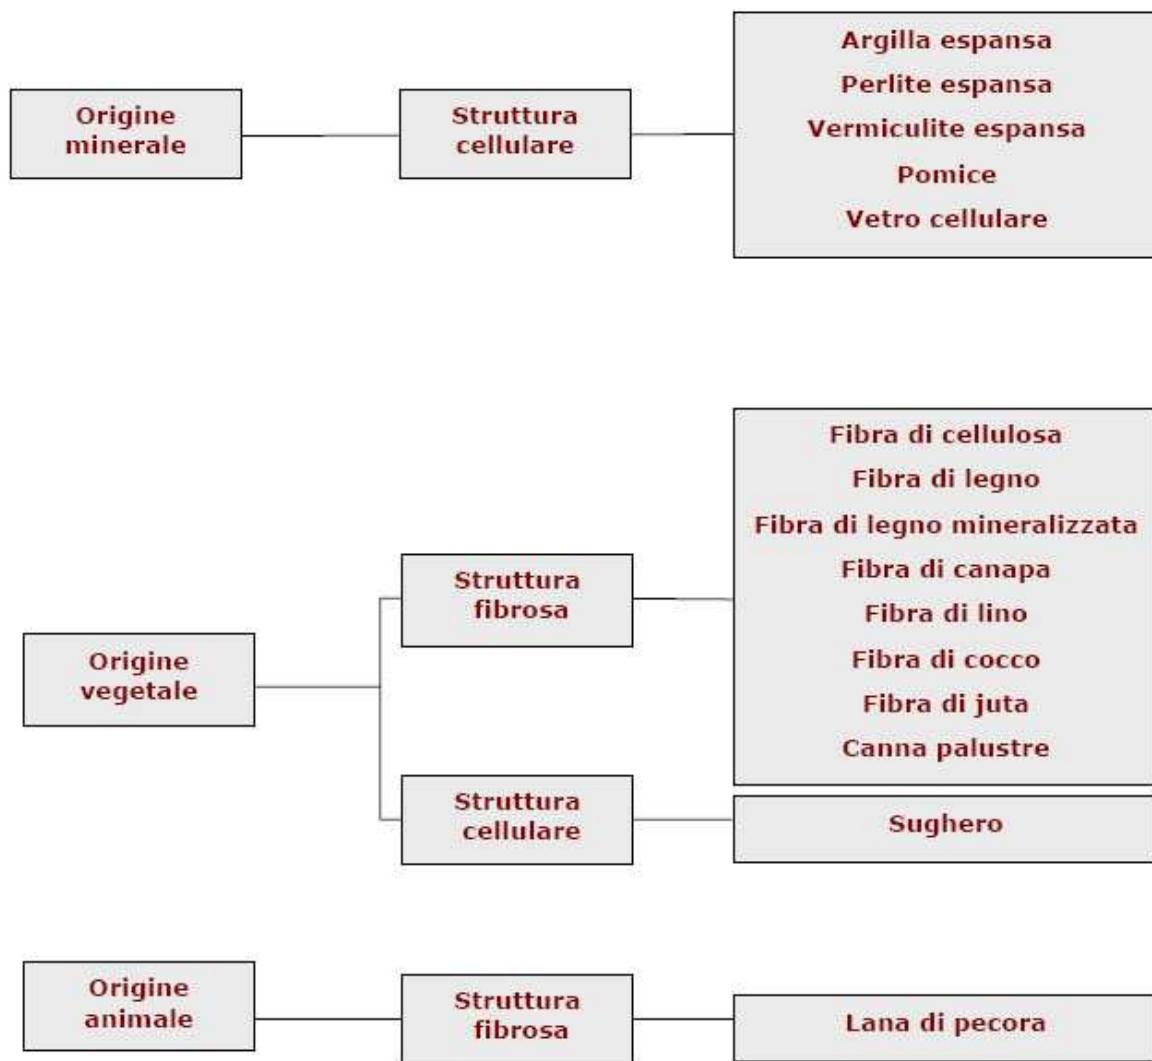 Origine
minerale
Struttura
cellulare
Argilla espansa
Perlite espansa
Vermiculite espansa
Pomice
Vetro cellulare
Origine
vegetale
Struttura
fibrosa
Fibra di cellulosa
Fibra di legno
Fibra di legno mineralizzata
Fibra di canapa
Fibra di lino
Fibra di cocco
Fibra di juta
Canna palustre
Struttura
cellulare
Sughero
Origine
animale
Struttura
fibrosa
Lana di pecora